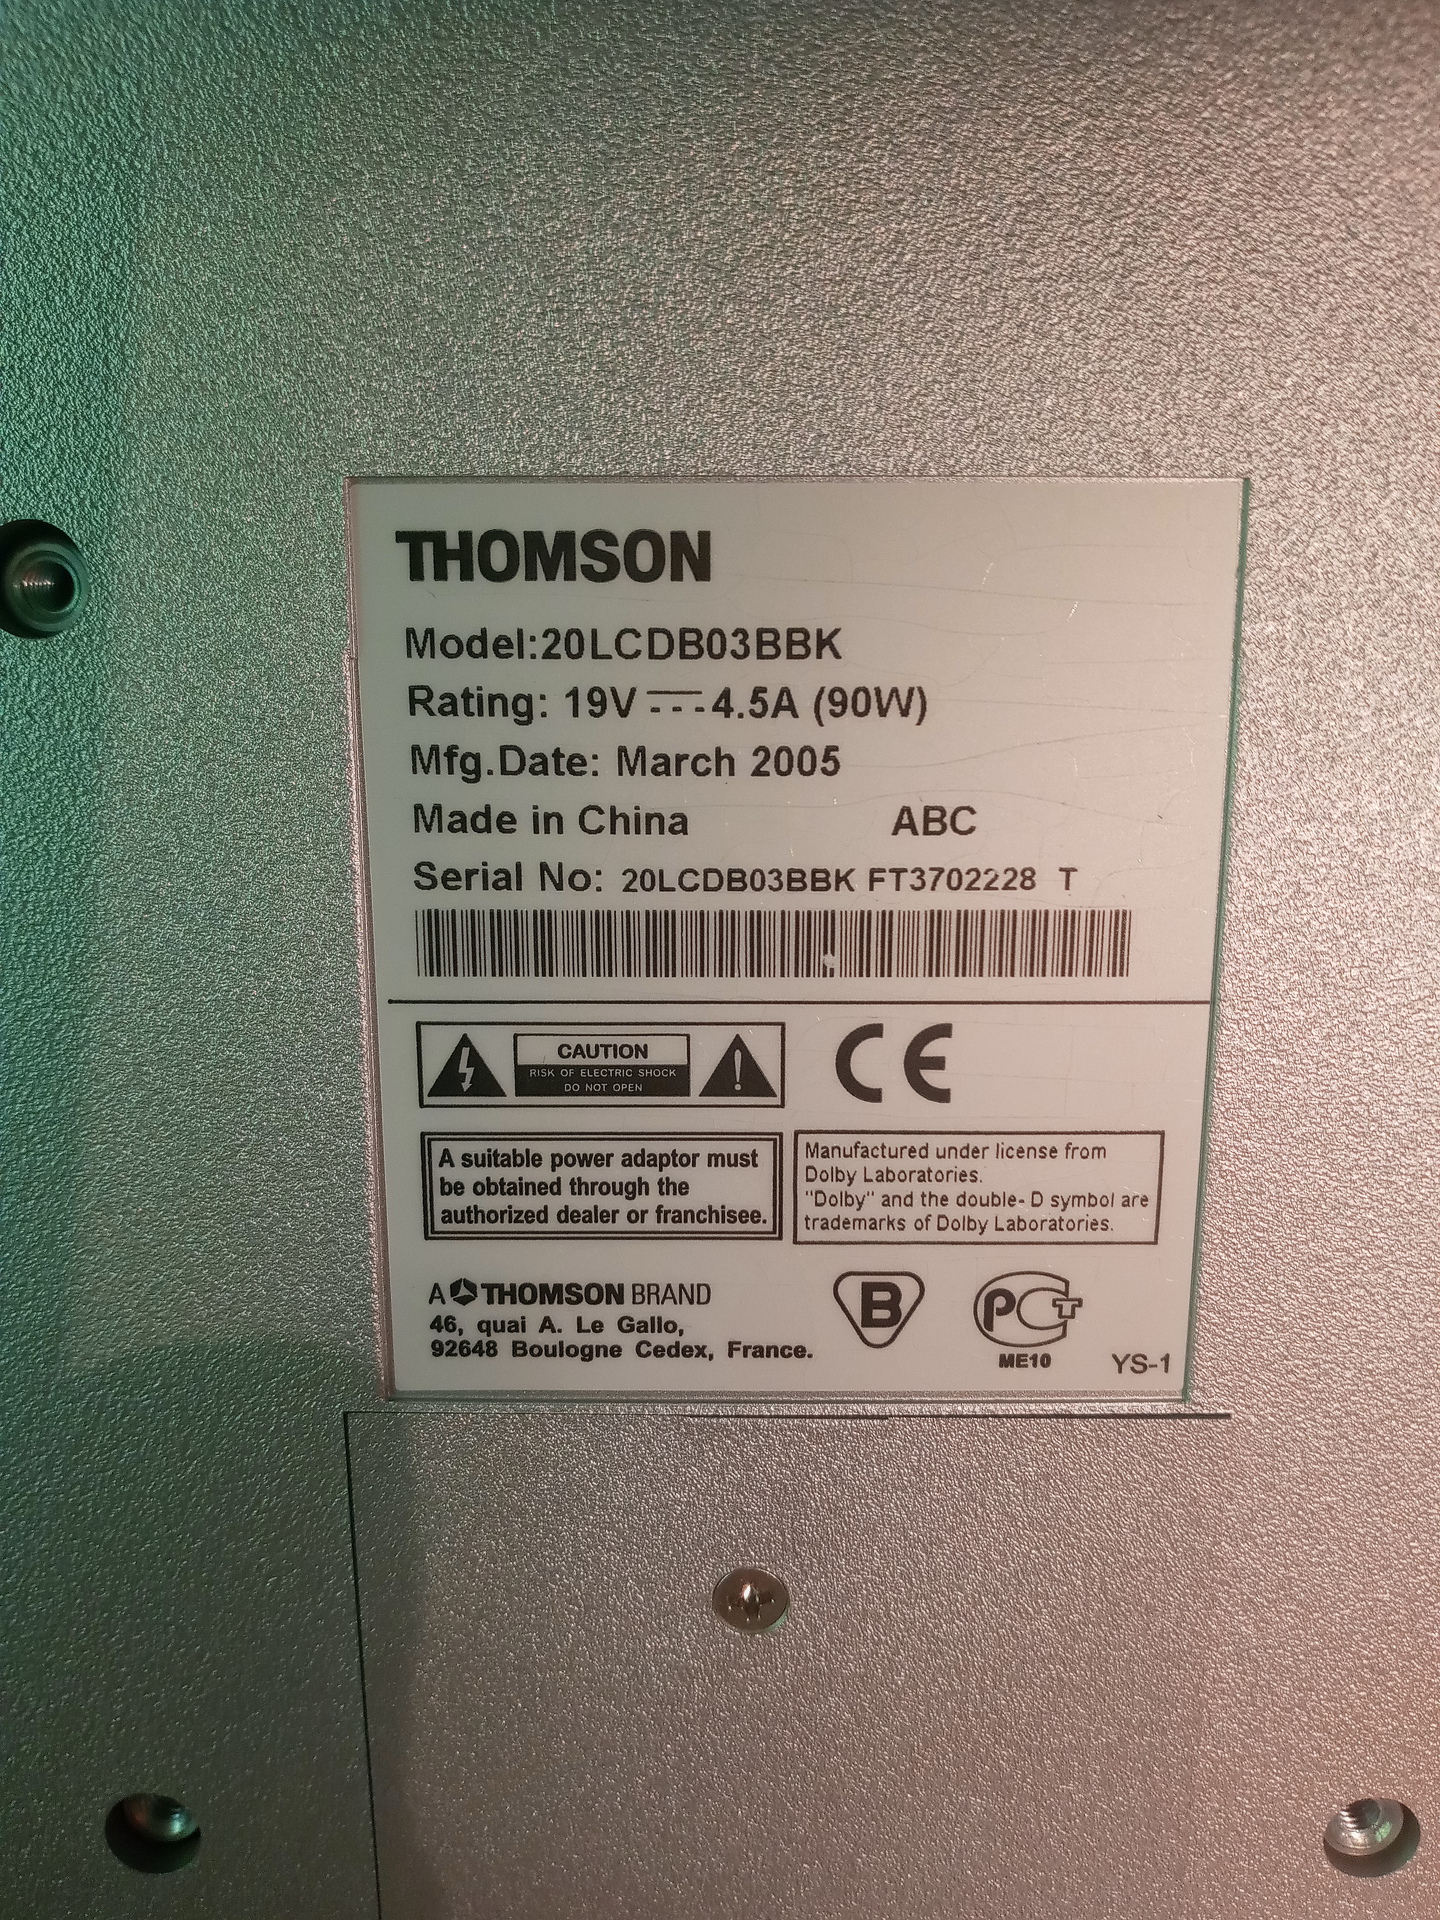 THOMSON
Model:20LCDB03BBK
Rating: 19V ⎓ 4.5A (90W)
Mfg.Date: March 2005
Made in China ABC
Serial No: 20LCDB03BBK FT3702228 T
CAUTION
RISK OF ELECTRIC SHOCK
DO NOT OPEN
CE
A suitable power adaptor must
be obtained through the
authorized dealer or franchisee.
Manufactured under license from
Dolby Laboratories.
"Dolby" and the double- D symbol are
trademarks of Dolby Laboratories.
A THOMSON BRAND
46, quai A. Le Gallo,
92648 Boulogne Cedex, France.
B
PCT
ME10
YS-1